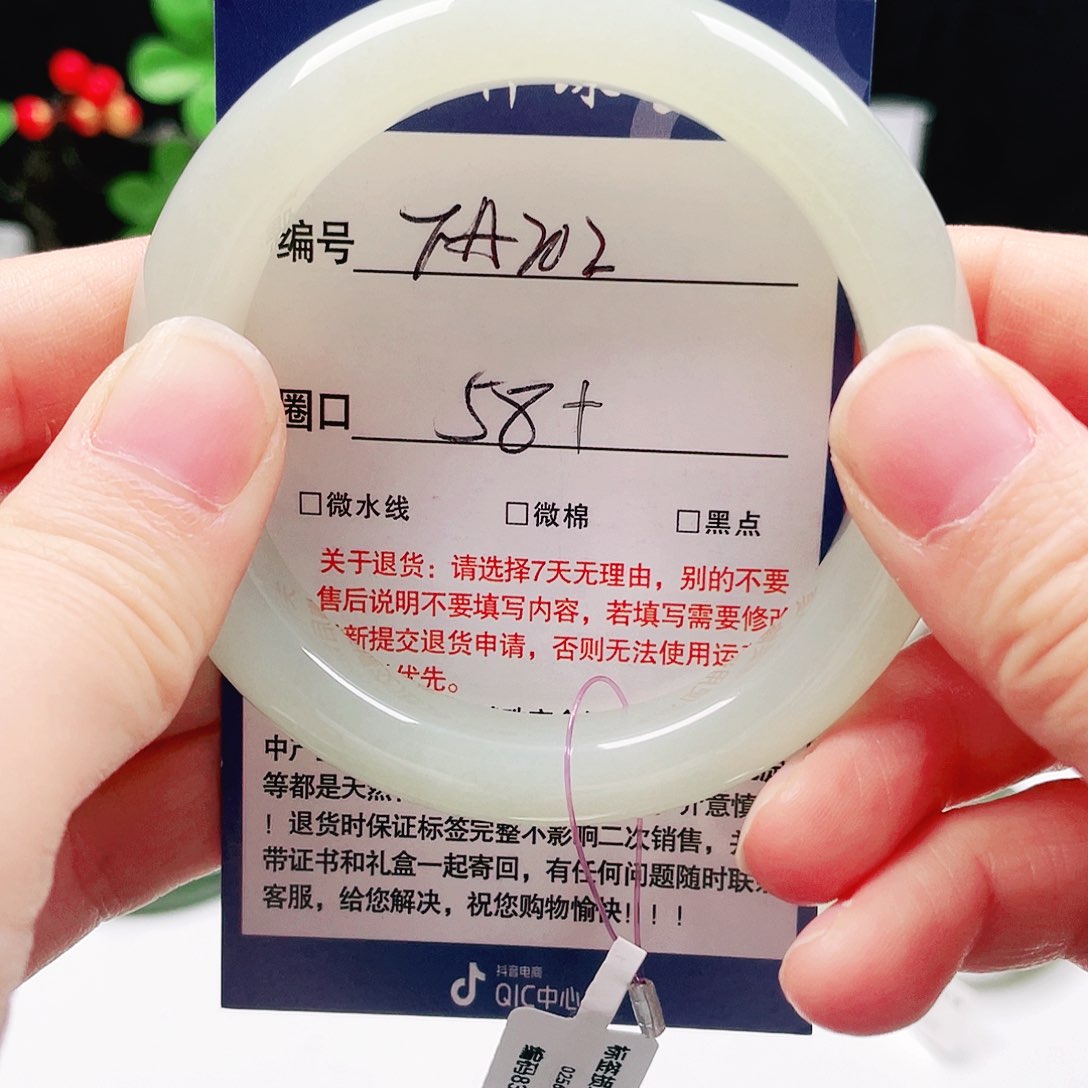 编号 7A702
圈口 58+
□微水线 □微棉 □黑点
关于退货：请选择7天无理由，别的不要
售后说明不要填写内容，若填写需要修改
新提交退货申请，否则无法使用运
优先。
中产
等都是天然 介意慎
！退货时保证标签完整不影响二次销售，并
带证书和礼盒一起寄回，有任何问题随时联系
客服，给您解决，祝您购物愉快！！！
抖音电商
QIC中心